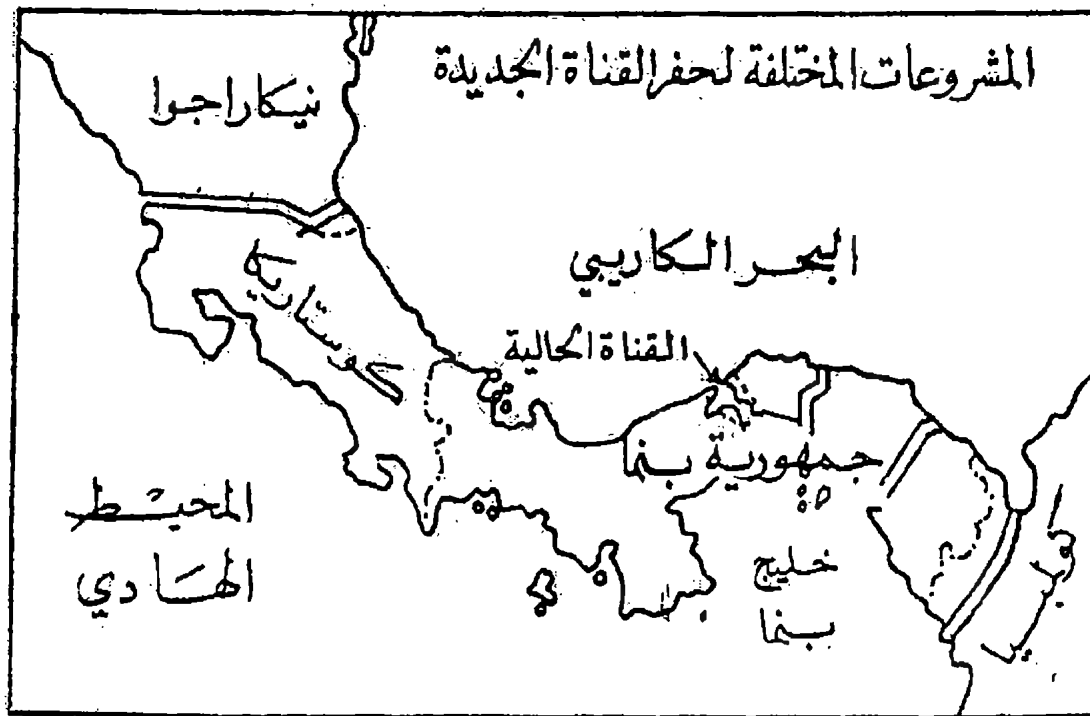 المشروعات المختلفة لحفر القناة الجديدة
نيكاراجوا
البحر الكاريبي
كوستاريكا
القناة الحالية
جمهورية بنما
المحيط
الهادي
خليج
بنما